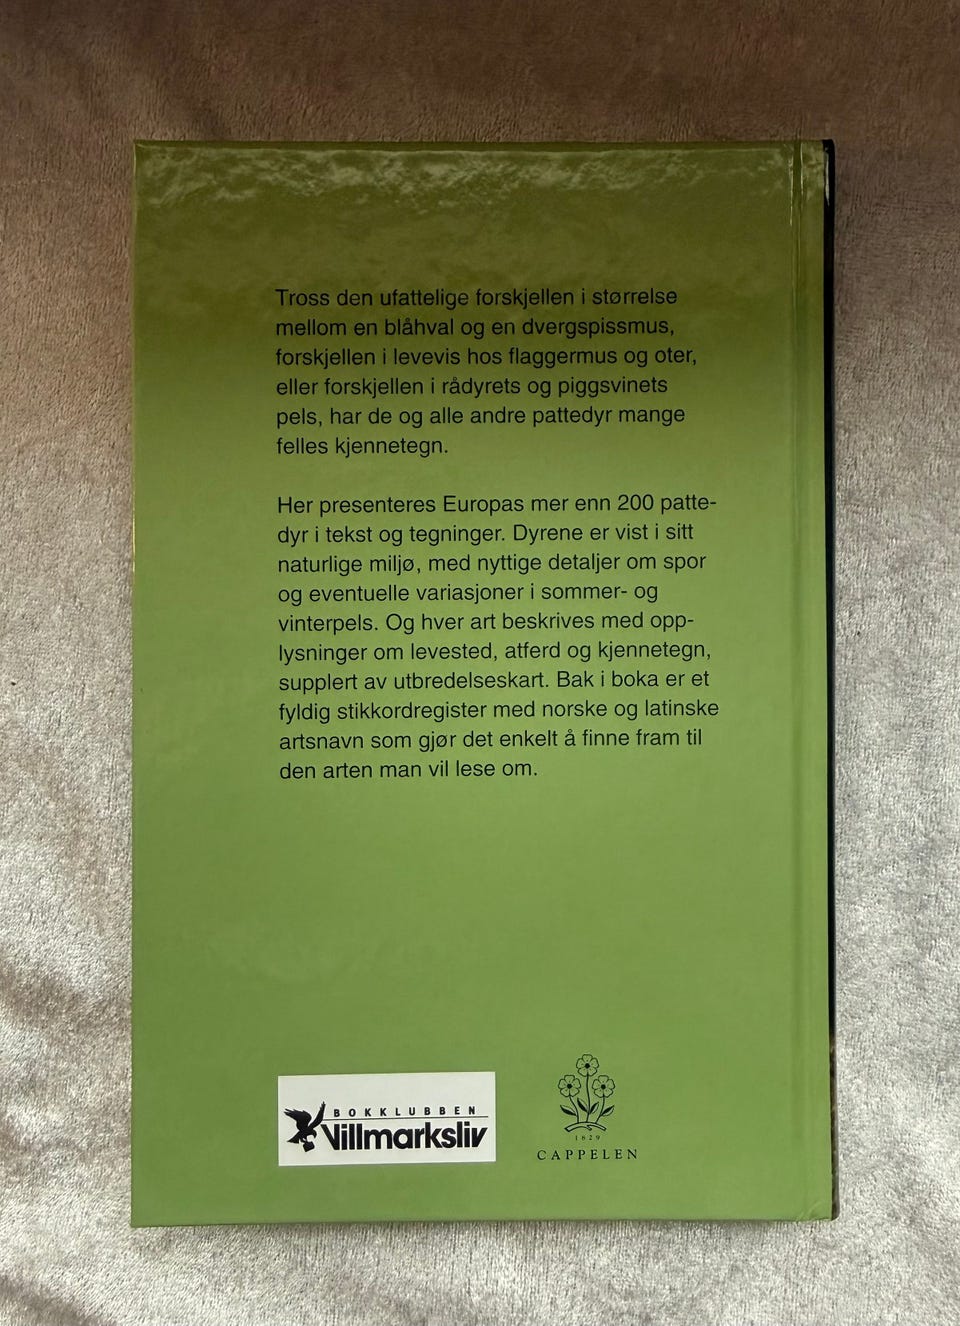 Tross den ufattelige forskjellen i størrelse
mellom en blåhval og en dvergspissmus,
forskjellen i levevis hos flaggermus og oter,
eller forskjellen i rådyrets og piggsvinets
pels, har de og alle andre pattedyr mange
felles kjennetegn.
Her presenteres Europas mer enn 200 patte-
dyr i tekst og tegninger. Dyrene er vist i sitt
naturlige miljø, med nyttige detaljer om spor
og eventuelle variasjoner i sommer- og
vinterpels. Og hver art beskrives med opp-
lysninger om levested, atferd og kjennetegn,
supplert av utbredelseskart. Bak i boka er et
fyldig stikkordregister med norske og latinske
artsnavn som gjør det enkelt å finne fram til
den arten man vil lese om.
BOKKLUBBEN
Villmarksliv
1829
CAPPELEN